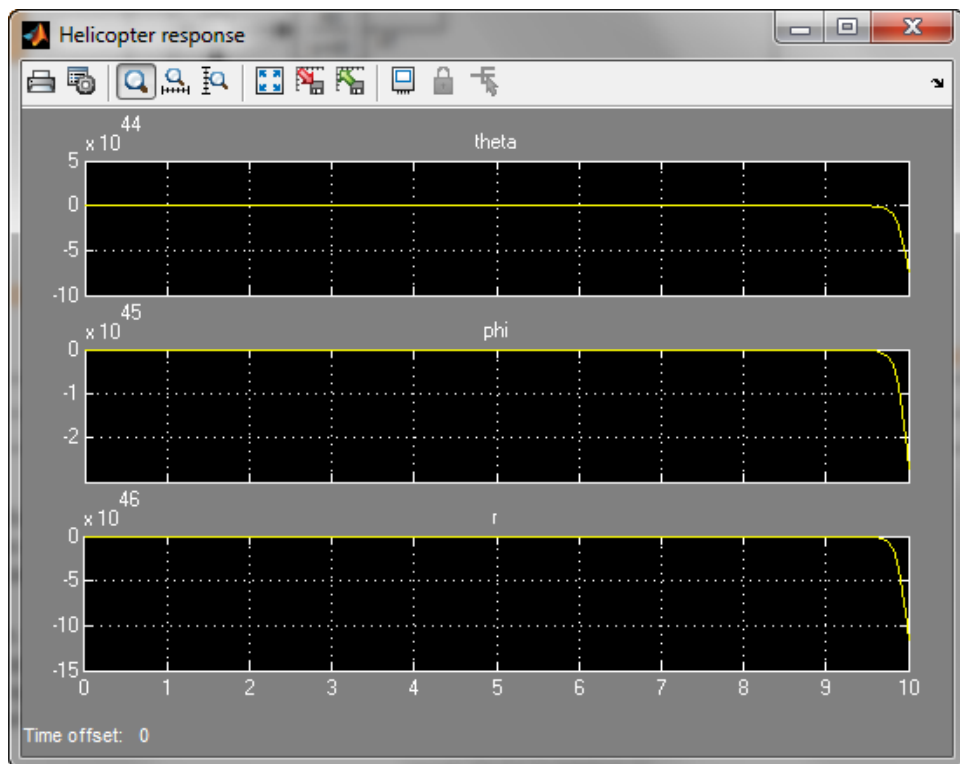 Helicopter response
x 10 44
theta
5
0
-5
-10
x 10 45
phi
0
-1
-2
x 10 46
r
0
-5
-10
-15
0 1 2 3 4 5 6 7 8 9 10
Time offset: 0